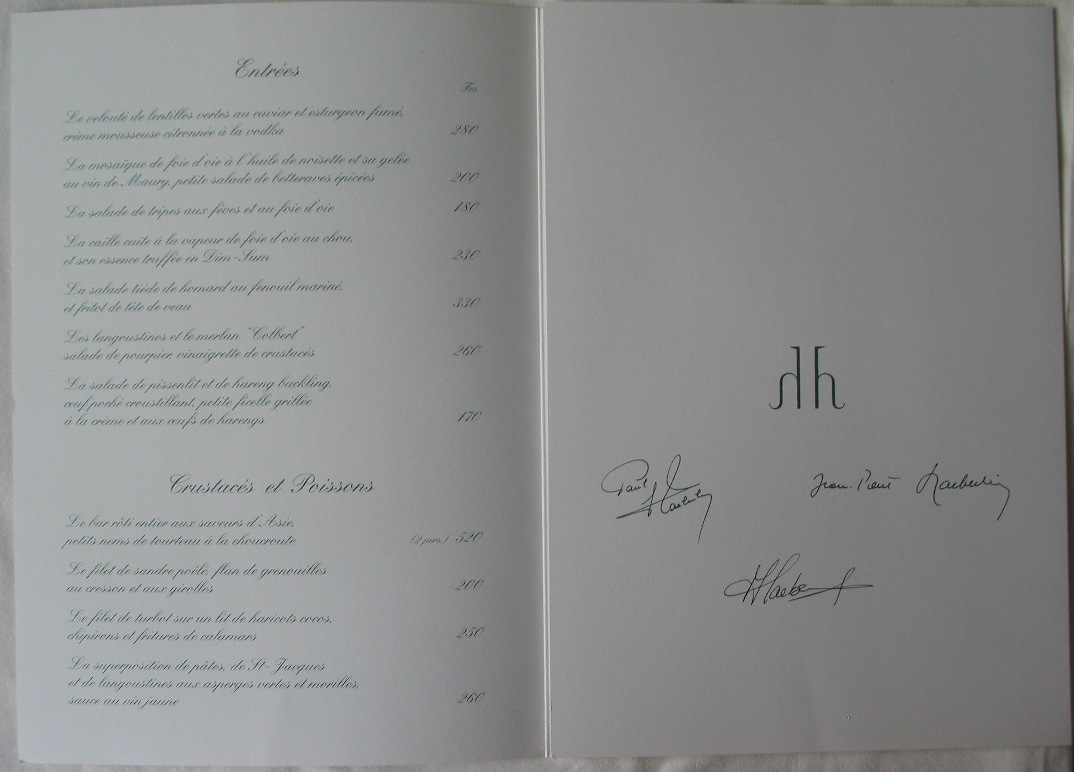 Entrées
Frs
Le velouté de lentilles vertes au caviar et esturgeon fumé,
crème mousseuse citronnée à la vodka 280
La mosaïque de foie d'oie à l'huile de noisette et sa gelée
au vin de Maury, petite salade de betteraves épicées 200
La salade de tripes aux fèves et au foie d'oie 180
La caille cuite à la vapeur de foie d'oie au chou,
et son essence truffée en Dim-Sum 230
La salade tiède de homard au fenouil mariné,
et fritot de tête de veau 330
Les langoustines et le merlan "Colbert"
salade de pourpier, vinaigrette de crustacés 260
La salade de pissenlit et de hareng buckling,
œuf poché croustillant, petite ficelle grillée
à la crème et aux œufs de harengs 170
Crustacés et Poissons
Le bar rôti entier aux saveurs d'Asie,
petits nems de tourteau à la choucroute (2 pers.) 520
Le filet de sandre poêlé, flan de grenouilles
au cresson et aux girolles 200
Le filet de turbot sur un lit de haricots cocos,
chipirons et fritures de calamars 250
La superposition de pâtes, de St-Jacques
et de langoustines aux asperges vertes et morilles,
sauce au vin jaune 260
Paul Haeberlin
Jean-Pierre Haeberlin